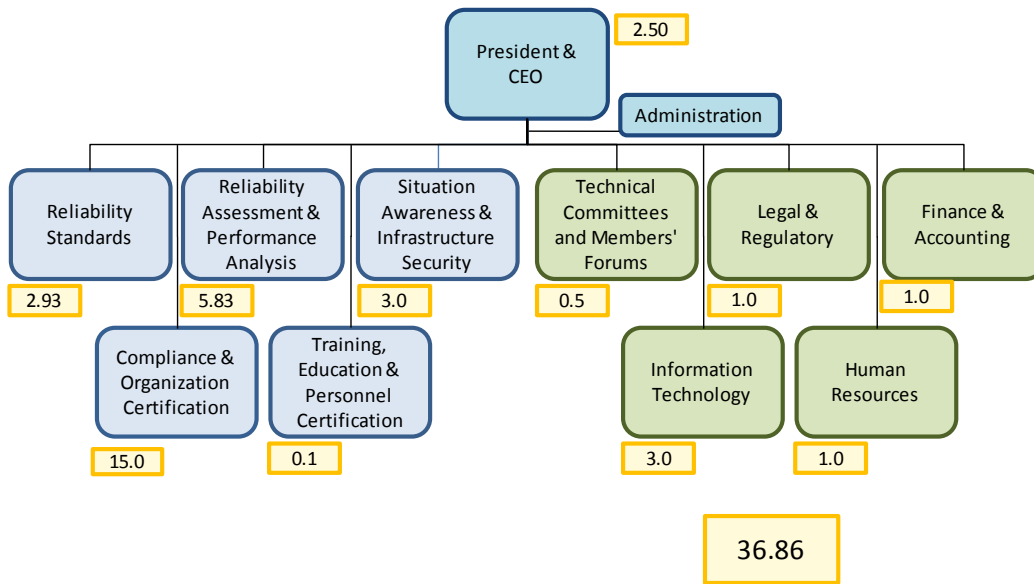 2.50
President &
CEO
Administration
Reliability
Standards
2.93
Reliability
Assessment &
Performance
Analysis
5.83
Situation
Awareness &
Infrastructure
Security
3.0
Technical
Committees
and Members'
Forums
0.5
Legal &
Regulatory
1.0
Finance &
Accounting
1.0
Compliance &
Organization
Certification
15.0
Training,
Education &
Personnel
Certification
0.1
Information
Technology
3.0
Human
Resources
1.0
36.86